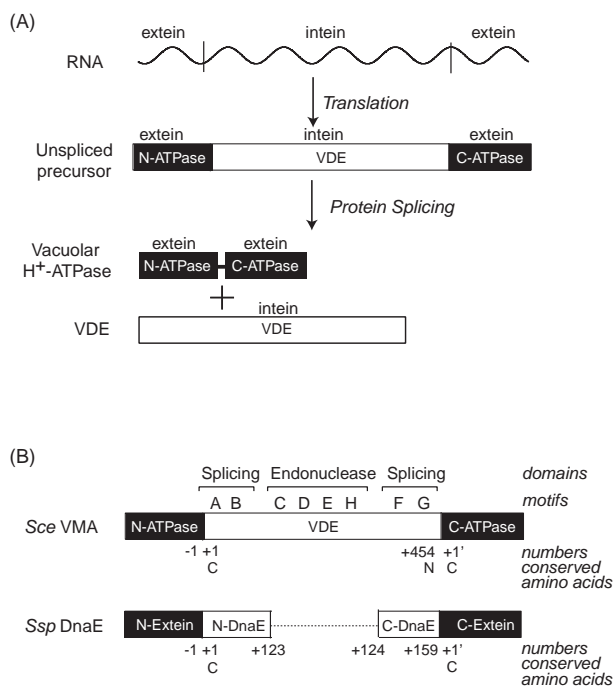 (A)
extein intein extein
RNA
Translation
extein intein extein
Unspliced precursor
N-ATPase VDE C-ATPase
Protein Splicing
extein extein
Vacuolar H+-ATPase
N-ATPase C-ATPase
+
intein
VDE
VDE
(B)
Splicing Endonuclease Splicing domains
A B C D E H F G motifs
Sce VMA N-ATPase VDE C-ATPase
-1 +1 +454 +1' numbers
C N C conserved amino acids
Ssp DnaE N-Extein N-DnaE C-DnaE C-Extein
-1 +1 +123 +124 +159 +1' numbers
C C conserved amino acids